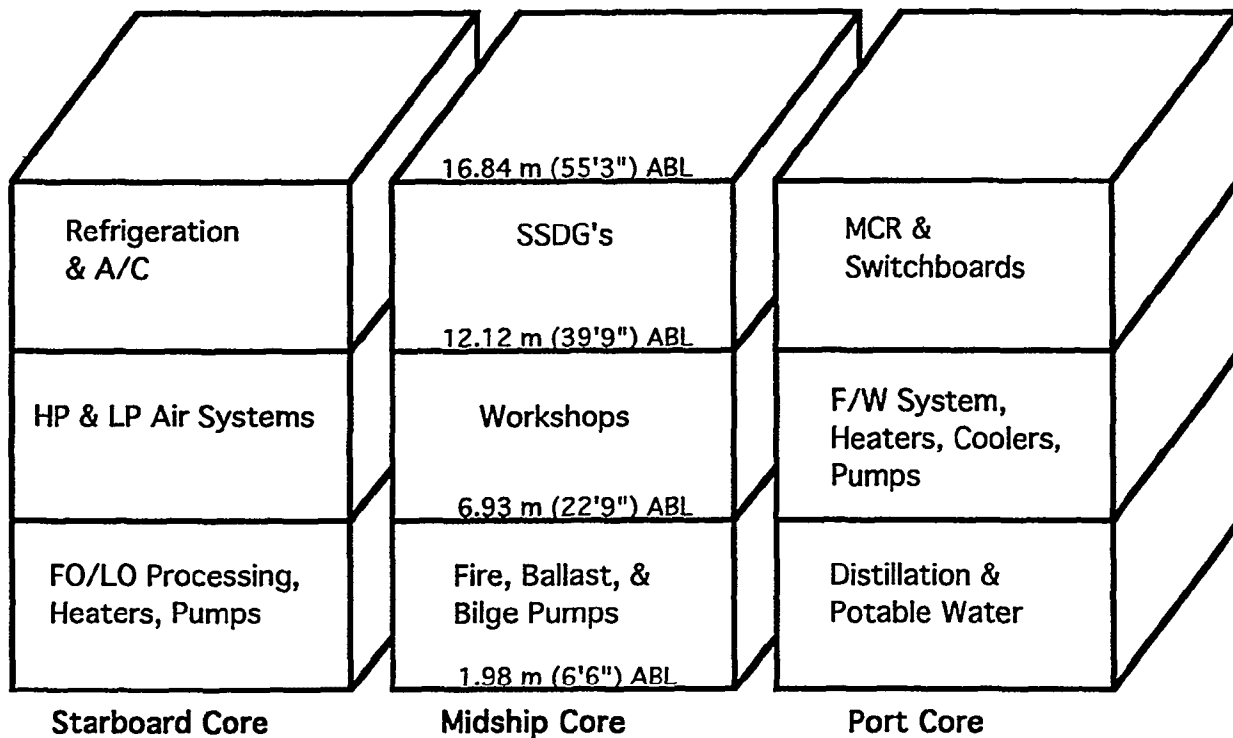 16.84 m (55'3") ABL
Refrigeration
& A/C
SSDG's
MCR &
Switchboards
12.12 m (39'9") ABL
HP & LP Air Systems
Workshops
F/W System,
Heaters, Coolers,
Pumps
6.93 m (22'9") ABL
FO/LO Processing,
Heaters, Pumps
Fire, Ballast, &
Bilge Pumps
Distillation &
Potable Water
1.98 m (6'6") ABL
Starboard Core
Midship Core
Port Core